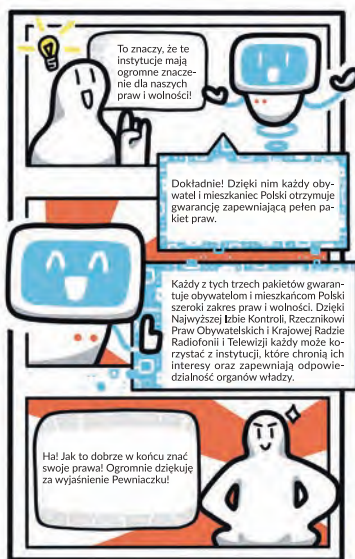 To znaczy, że te
instytucje mają
ogromne znacze-
nie dla naszych
praw i wolności!
Dokładnie! Dzięki nim każdy oby-
watel i mieszkaniec Polski otrzymuje
gwarancję zapewniającą pełen pa-
kiet praw.
Każdy z tych trzech pakietów gwaran-
tuje obywatelom i mieszkańcom Polski
szeroki zakres praw i wolności. Dzięki
Najwyższej Izbie Kontroli, Rzecznikowi
Praw Obywatelskich i Krajowej Radzie
Radiofonii i Telewizji każdy może ko-
rzystać z instytucji, które chronią ich
interesy oraz zapewniają odpowie-
dzialność organów władzy.
Ha! Jak to dobrze w końcu znać
swoje prawa! Ogromnie dziękuję
za wyjaśnienie Pewniaczku!